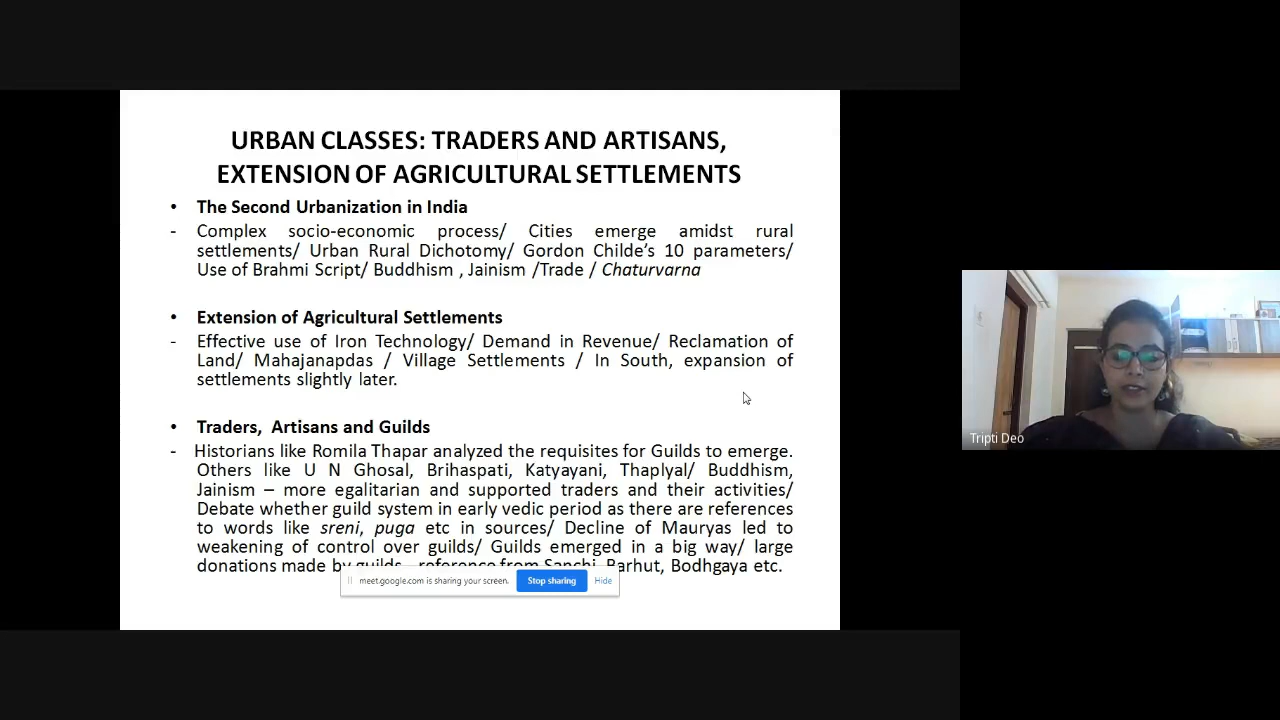 URBAN CLASSES: TRADERS AND ARTISANS,
EXTENSION OF AGRICULTURAL SETTLEMENTS
• The Second Urbanization in India
- Complex socio-economic process/ Cities emerge amidst rural
settlements/ Urban Rural Dichotomy/ Gordon Childe’s 10 parameters/
Use of Brahmi Script/ Buddhism , Jainism /Trade / Chaturvarna
• Extension of Agricultural Settlements
- Effective use of Iron Technology/ Demand in Revenue/ Reclamation of
Land/ Mahajanapdas / Village Settlements / In South, expansion of
settlements slightly later.
• Traders, Artisans and Guilds
- Historians like Romila Thapar analyzed the requisites for Guilds to emerge.
Others like U N Ghosal, Brihaspati, Katyayani, Thaplyal/ Buddhism,
Jainism – more egalitarian and supported traders and their activities/
Debate whether guild system in early vedic period as there are references
to words like sreni, puga etc in sources/ Decline of Mauryas led to
weakening of control over guilds/ Guilds emerged in a big way/ large
donations made by guilds - reference from Sanchi, Barhut, Bodhgaya etc.
meet.google.com is sharing your screen. Stop sharing Hide
Tripti Deo